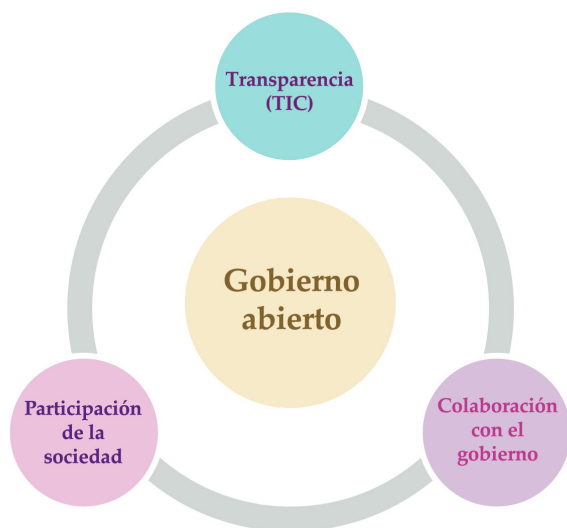 Transparencia
(TIC)
Gobierno
abierto
Participación
de la
sociedad
Colaboración
con el
gobierno